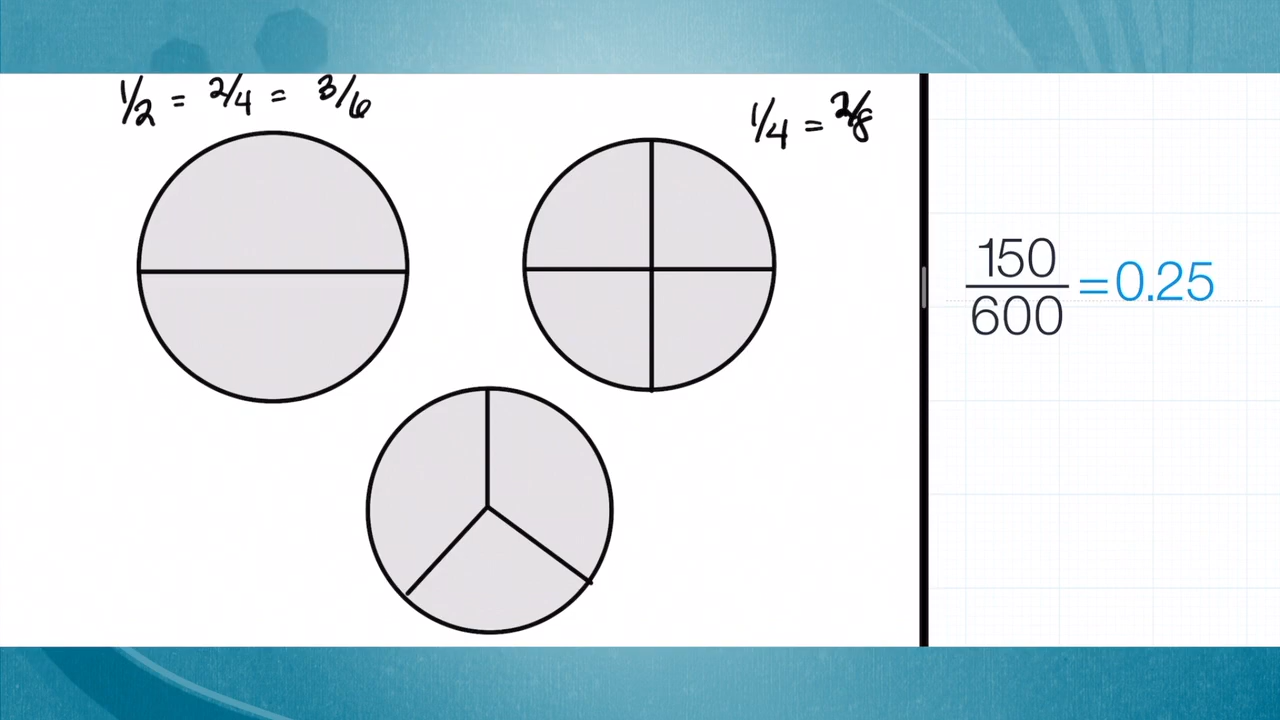 1/2 = 2/4 = 3/6
1/4 = 2/8
150
600
=0.25